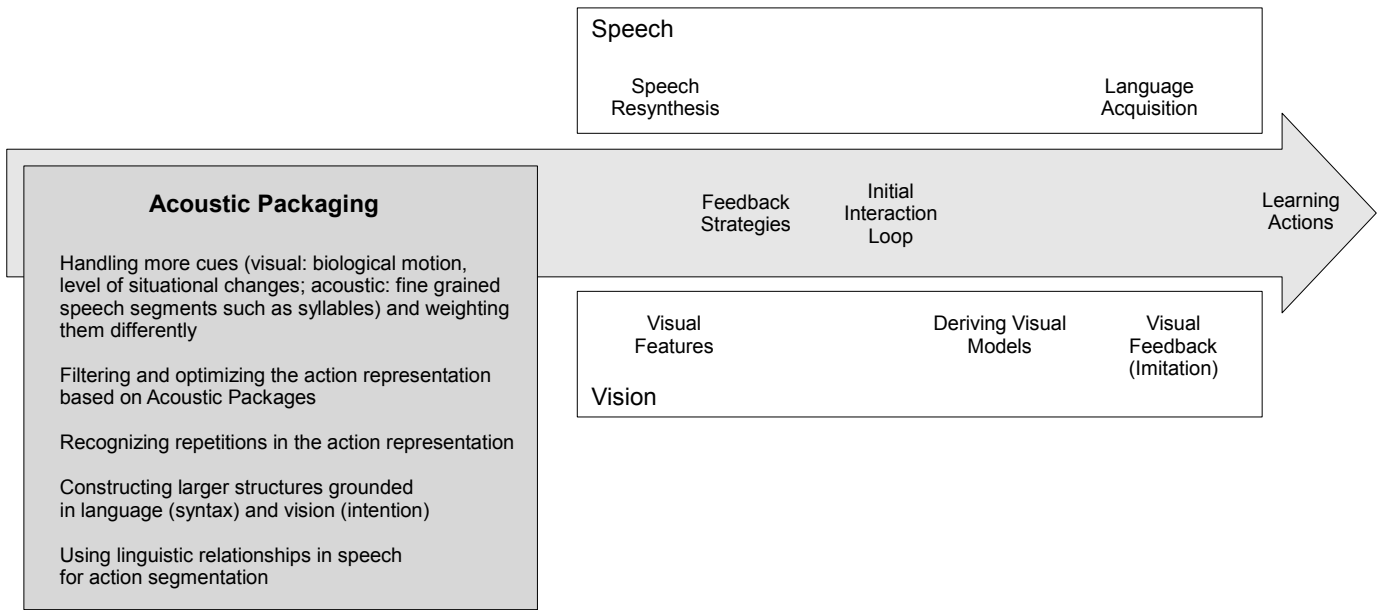 Speech
Speech
Resynthesis
Language
Acquisition
Acoustic Packaging
Handling more cues (visual: biological motion,
level of situational changes; acoustic: fine grained
speech segments such as syllables) and weighting
them differently
Filtering and optimizing the action representation
based on Acoustic Packages
Recognizing repetitions in the action representation
Constructing larger structures grounded
in language (syntax) and vision (intention)
Using linguistic relationships in speech
for action segmentation
Feedback
Strategies
Initial
Interaction
Loop
Learning
Actions
Visual
Features
Deriving Visual
Models
Visual
Feedback
(Imitation)
Vision